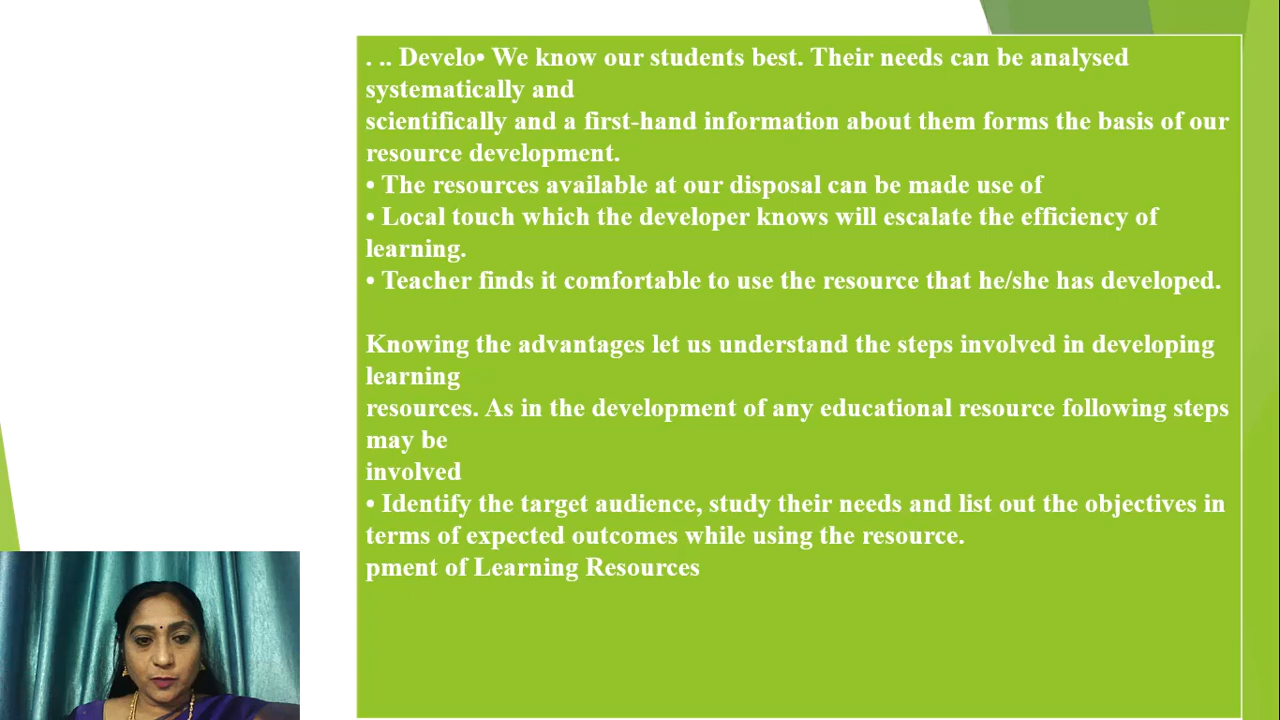 . .. Develo• We know our students best. Their needs can be analysed
systematically and
scientifically and a first-hand information about them forms the basis of our
resource development.
• The resources available at our disposal can be made use of
• Local touch which the developer knows will escalate the efficiency of
learning.
• Teacher finds it comfortable to use the resource that he/she has developed.
Knowing the advantages let us understand the steps involved in developing
learning
resources. As in the development of any educational resource following steps
may be
involved
• Identify the target audience, study their needs and list out the objectives in
terms of expected outcomes while using the resource.
pment of Learning Resources